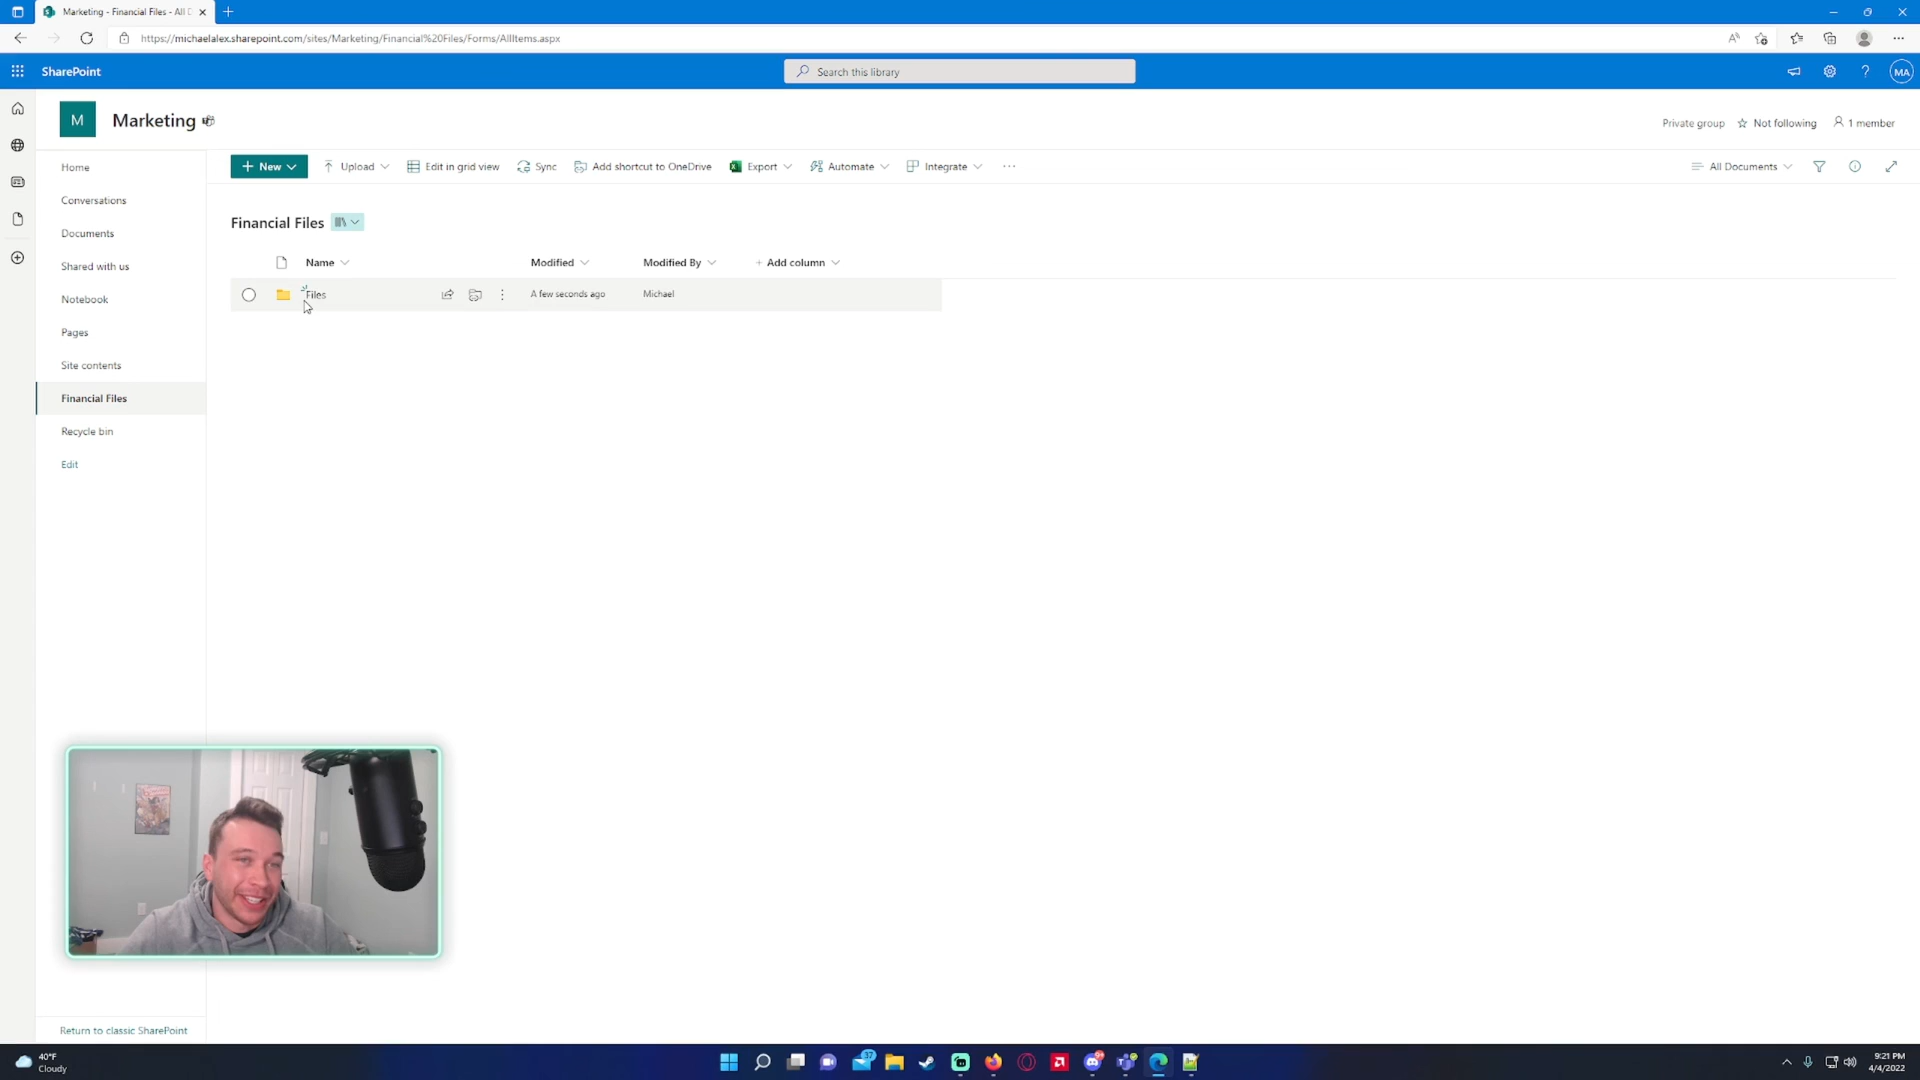 Marketing - Financial Files - All D
https://michaelalex.sharepoint.com/sites/Marketing/Financial%20Files/Forms/AllItems.aspx
SharePoint
Search this library
MA
M
Marketing
Private group
Not following
1 member
Home
Conversations
Documents
Shared with us
Notebook
Pages
Site contents
Financial Files
Recycle bin
Edit
New
Upload
Edit in grid view
Sync
Add shortcut to OneDrive
Export
Automate
Integrate
All Documents
Financial Files
Name
Modified
Modified By
+ Add column
Files
A few seconds ago
Michael
Return to classic SharePoint
40°F
Cloudy
37
9:21 PM
4/4/2022